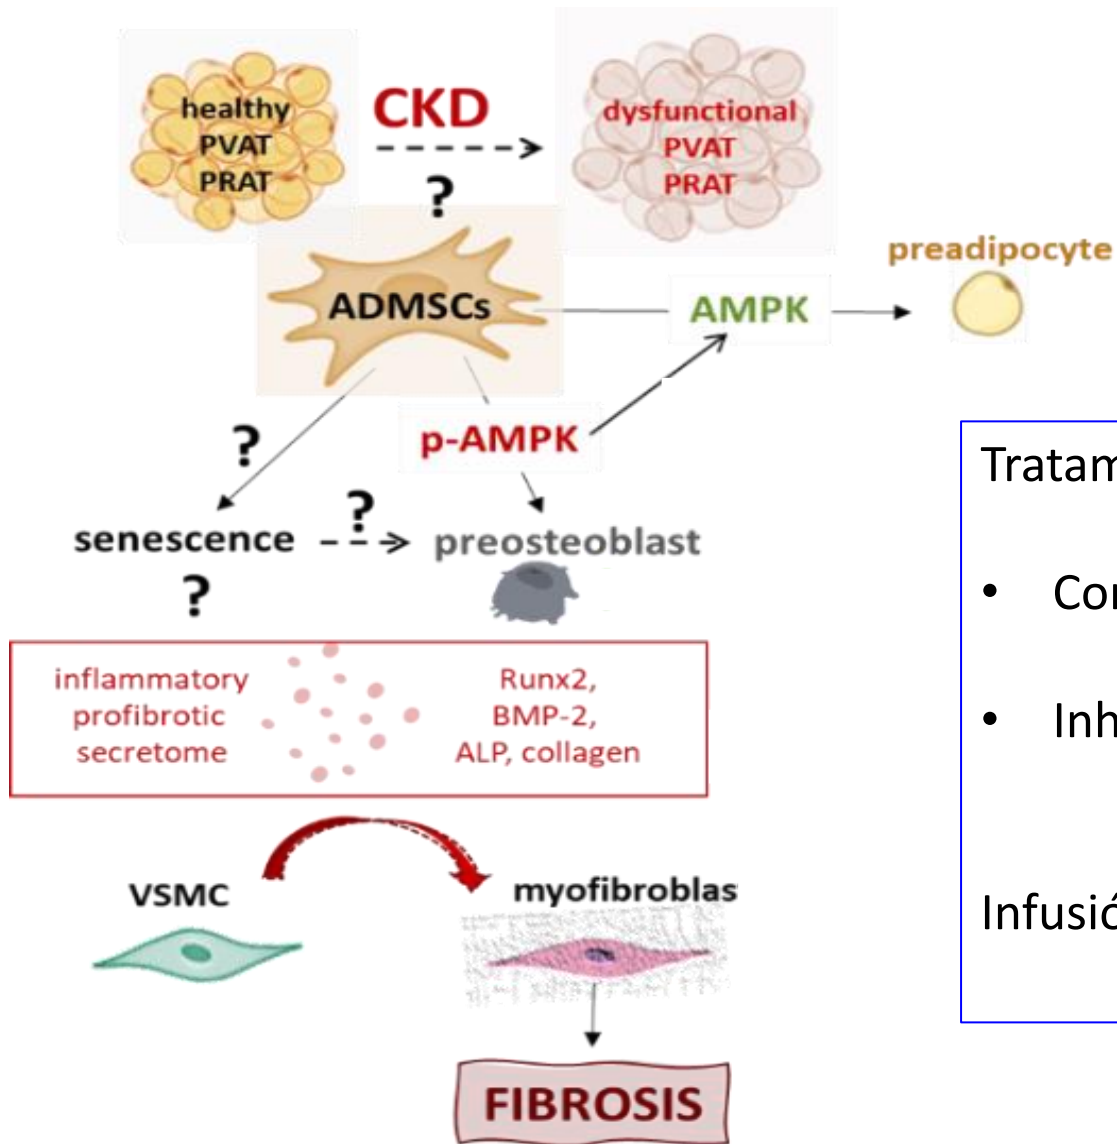 healthy
PVAT
PRAT
CKD
?
dysfunctional
PVAT
PRAT
preadipocyte
ADMSCs
AMPK
p-AMPK
?
senescence
?
preosteoblast
?
inflammatory
profibrotic
secretome
Runx2,
BMP-2,
ALP, collagen
VSMC
myofibroblas
FIBROSIS
Tratam
• Cor
• Inh
Infusió